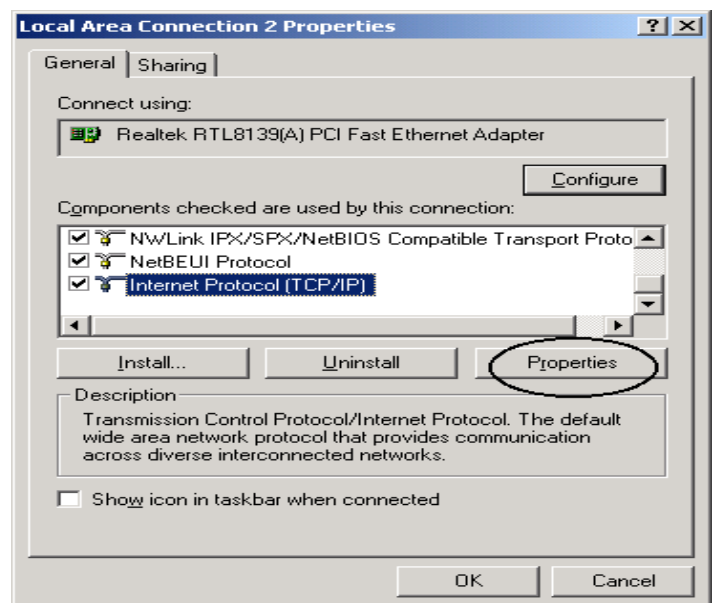 Local Area Connection 2 Properties
General Sharing
Connect using:
Realtek RTL8139(A) PCI Fast Ethernet Adapter
Configure
Components checked are used by this connection:
NWLink IPX/SPX/NetBIOS Compatible Transport Proto
NetBEUI Protocol
Internet Protocol (TCP/IP)
Install... Uninstall Properties
Description
Transmission Control Protocol/Internet Protocol. The default
wide area network protocol that provides communication
across diverse interconnected networks.
Show icon in taskbar when connected
OK Cancel